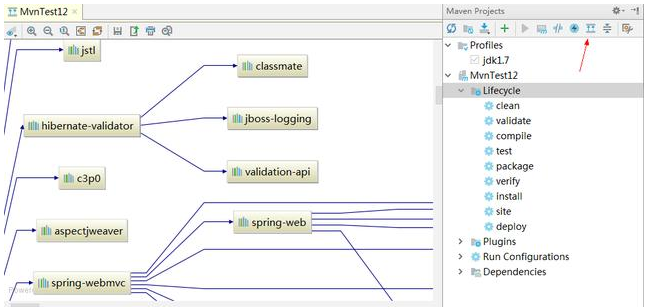 MvnTest12
jstl
classmate
hibernate-validator
jboss-logging
validation-api
c3p0
aspectjweaver
spring-web
spring-webmvc
Maven Projects
Profiles
jdk1.7
MvnTest12
Lifecycle
clean
validate
compile
test
package
verify
install
site
deploy
Plugins
Run Configurations
Dependencies